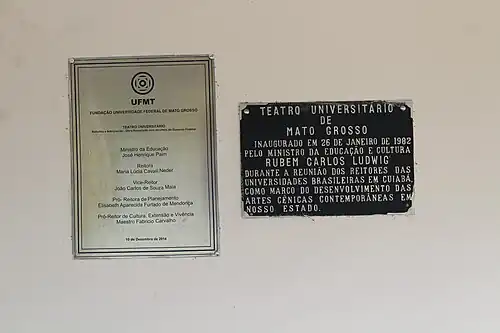 UFMT
FUNDAÇÃO UNIVERSIDADE FEDERAL DE MATO GROSSO
TEATRO UNIVERSITÁRIO
Ministro da Educação
José Henrique Paim
Reitora
Maria Lúcia Cavalli Neder
Vice-Reitor
João Carlos de Souza Maia
Pró- Reitora de Planejamento
Elisabeth Aparecida Furtado de Mendonça
Pró-Reitor de Cultura, Extensão e Vivência
Maestro Fabrício Carvalho
10 de Dezembro de 2014
TEATRO UNIVERSITÁRIO
DE
MATO GROSSO
INAUGURADO EM 26 DE JANEIRO DE 1982
PELO MINISTRO DA EDUCAÇÃO E CULTURA
RUBEM CARLOS LUDWIG
DURANTE A REUNIÃO DOS REITORES DAS
UNIVERSIDADES BRASILEIRAS EM CUIABÁ,
COMO MARCO DO DESENVOLVIMENTO DAS
ARTES CÊNICAS CONTEMPORÂNEAS EM
NOSSO ESTADO.